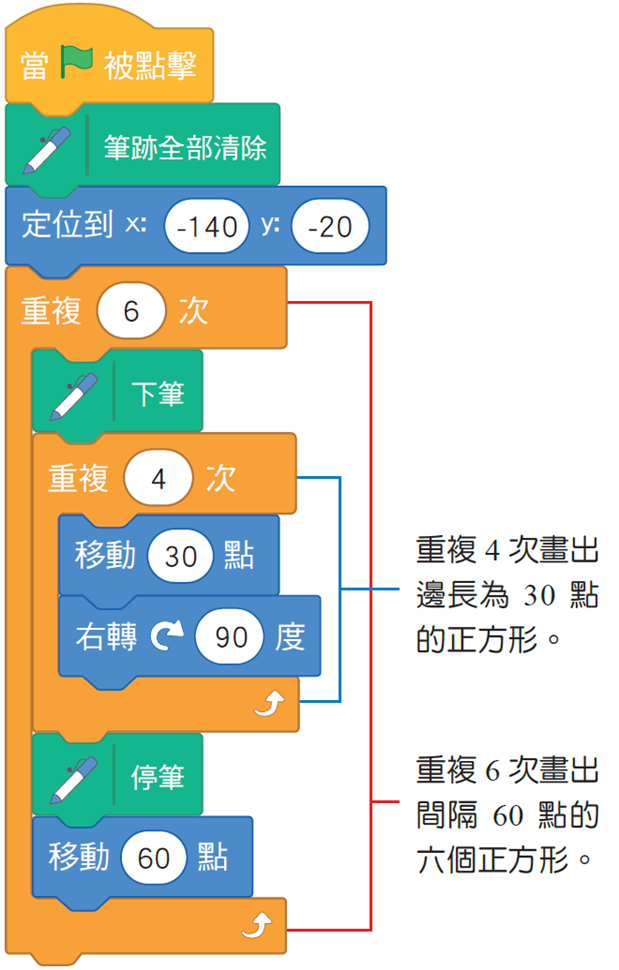 當 被點擊
筆跡全部清除
定位到 x: -140 y: -20
重複 6 次
下筆
重複 4 次
移動 30 點
右轉 90 度
停筆
移動 60 點
重複 4 次畫出
邊長為 30 點
的正方形。
重複 6 次畫出
間隔 60 點的
六個正方形。